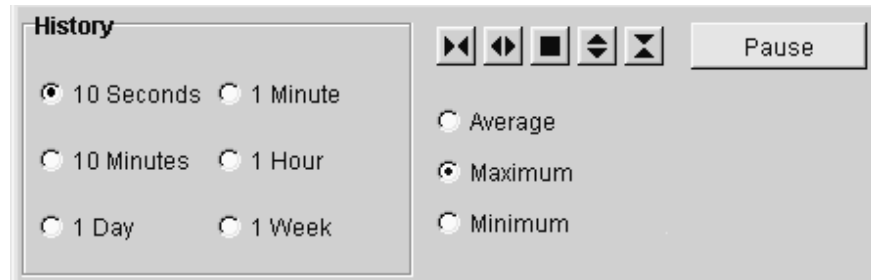 History
10 Seconds 1 Minute
10 Minutes 1 Hour
1 Day 1 Week
Pause
Average
Maximum
Minimum